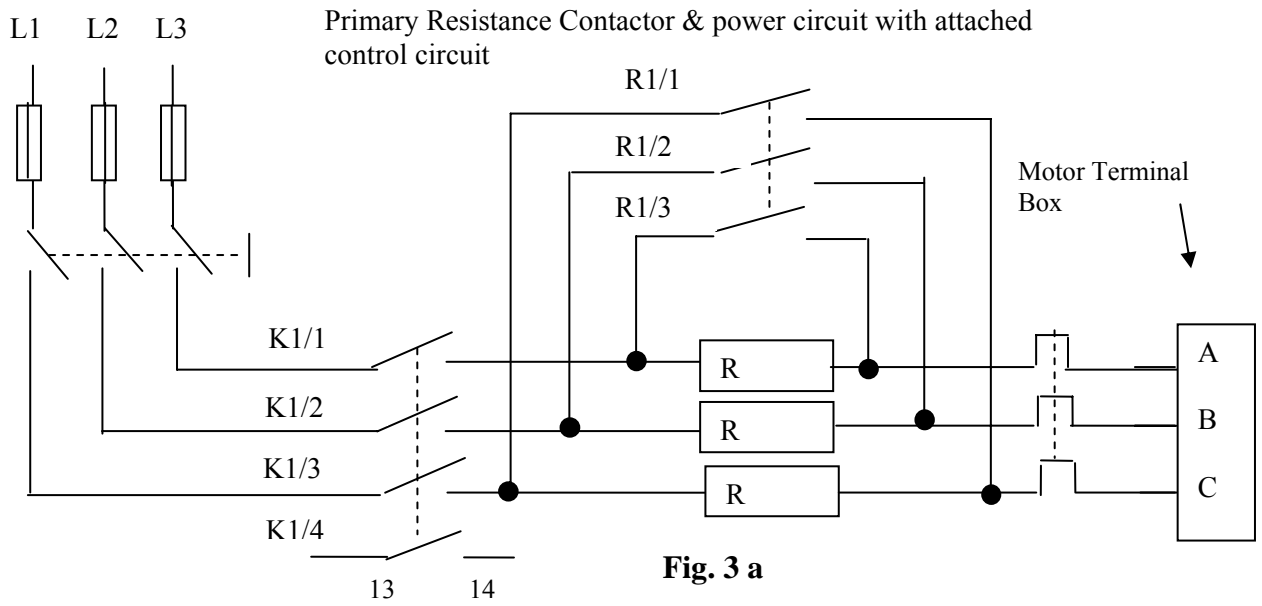 Primary Resistance Contactor & power circuit with attached
control circuit
L1 L2 L3
R1/1
R1/2
R1/3
Motor Terminal
Box
K1/1
K1/2
K1/3
K1/4
R
R
R
A
B
C
13 14
Fig. 3 a